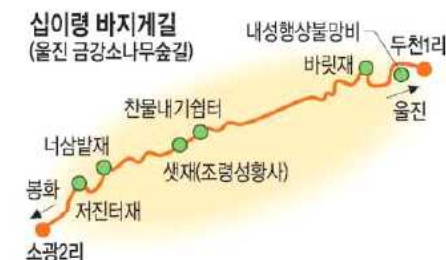 십이령 바지게길
(울진 금강소나무숲길)
내성행상불망비
두천1리
바릿재
울진
찬물내기쉼터
샛재(조령성황사)
너삼밭재
저진터재
봉화
소광2리